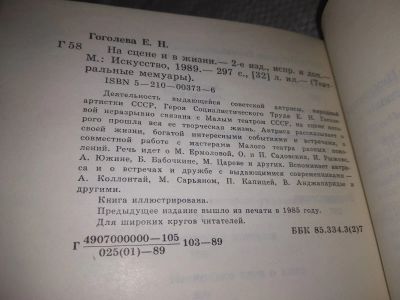 Гоголева Е. Н.
Г 58
На сцене и в жизни.— 2-е изд., испр. и доп.—
М.: Искусство, 1989.— 297 с., [32] л. ил.— (Теат-
ральные мемуары).
ISBN 5—210—00373—6
Деятельность выдающейся советской актрисы, народной
артистки СССР, Героя Социалистического Труда Е. Н. Гоголе-
вой неразрывно связана с Малым театром СССР, на сцене кото-
рого прошла вся ее творческая жизнь. Актриса рассказывает о
своей жизни, богатой интересными событиями и встречами, о
совместной работе с мастерами Малого театра разных поко-
лений. Речь идет о М. Ермоловой, О. и П. Садовских, И. Рыжове,
А. Южине, Б. Бабочкине, М. Цареве и других. Вспоминает актри-
са и о встречах и дружбе с выдающимися современниками—
А. Коллонтай, М. Сарьяном, П. Капицей, В. Анджапаридзе и
другими.
Книга иллюстрирована.
Предыдущее издание вышло из печати в 1985 году.
Для широких кругов читателей.
Г 4907000000—105 103—89
025(01)—89
ББК 85.334.3(2)7